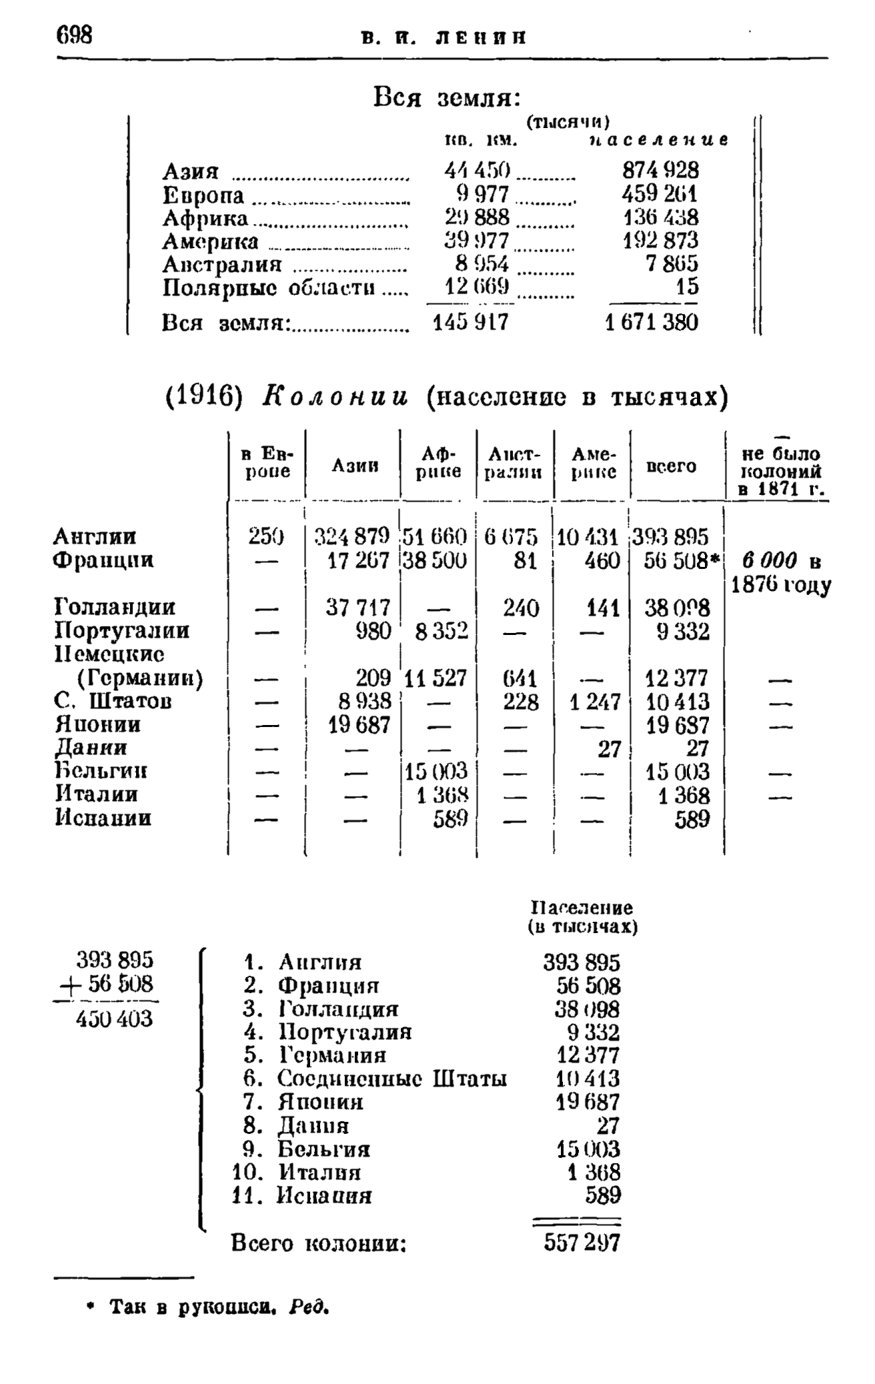 698 В. И. ЛЕНИН
Вся земля:
(тысячи)
кв. км. население
Азия .......... 44 450 .......... 874 928
Европа .......... 9 977 .......... 459 261
Африка .......... 29 888 .......... 136 438
Америка .......... 39 977 .......... 192 873
Австралия .......... 8 954 .......... 7 865
Полярные области ..... 12 669 .......... 15
Вся земля: .......... 145 917 1 671 380
(1916) Колонии (население в тысячах)
в Ев- Аф- Авст- Аме- не было
ропе Азии рике ралии рике всего колоний
в 1871 г.
Англии 250 324 879 51 660 6 675 10 431 393 895
Франции — 17 267 38 500 81 460 56 508* 6 000 в
1876 году
Голландии — 37 717 — 240 141 38 098
Португалии — 980 8 352 — — 9 332
Немецкие
(Германии) — 209 11 527 641 — 12 377 —
С. Штатов — 8 938 — 228 1 247 10 413 —
Японии — 19 687 — — — 19 687 —
Дании — — — — 27 27
Бельгии — — 15 003 — — 15 003 —
Италии — — 1 368 — — 1 368 —
Испании — — 589 — — 589
Население
(в тысячах)
393 895 1. Англия 393 895
+ 56 508 2. Франция 56 508
450 403 3. Голландия 38 098
4. Португалия 9 332
5. Германия 12 377
6. Соединенные Штаты 10 413
7. Япония 19 687
8. Дания 27
9. Бельгия 15 003
10. Италия 1 368
11. Испания 589
Всего колонии: 557 297
* Так в рукописи. Ред.